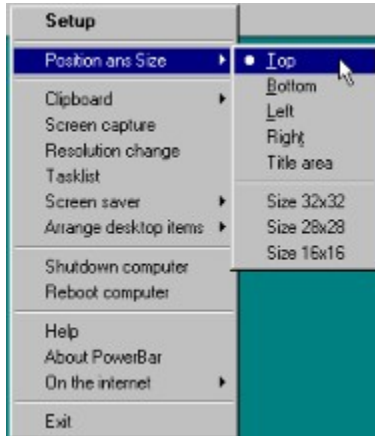 Setup
Position ans Size
Clipboard
Screen capture
Resolution change
Tasklist
Screen saver
Arrange desktop items
Shutdown computer
Reboot computer
Help
About PowerBar
On the internet
Exit
Top
Bottom
Left
Right
Title area
Size 32x32
Size 28x28
Size 16x16